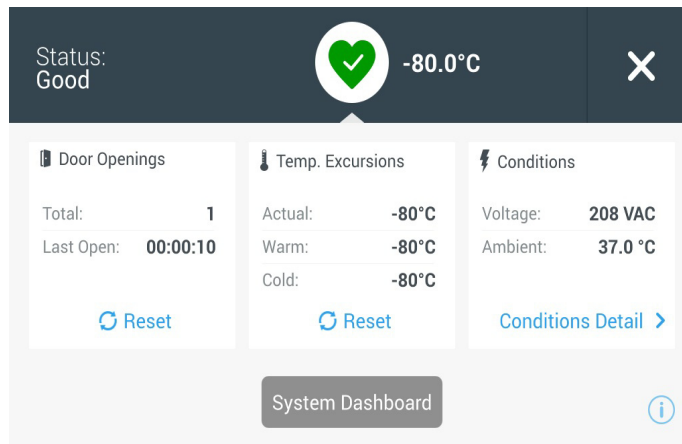 Status:
Good
-80.0°C
Door Openings
Total: 1
Last Open: 00:00:10
Reset
Temp. Excursions
Actual: -80°C
Warm: -80°C
Cold: -80°C
Reset
Conditions
Voltage: 208 VAC
Ambient: 37.0 °C
Conditions Detail >
System Dashboard
i